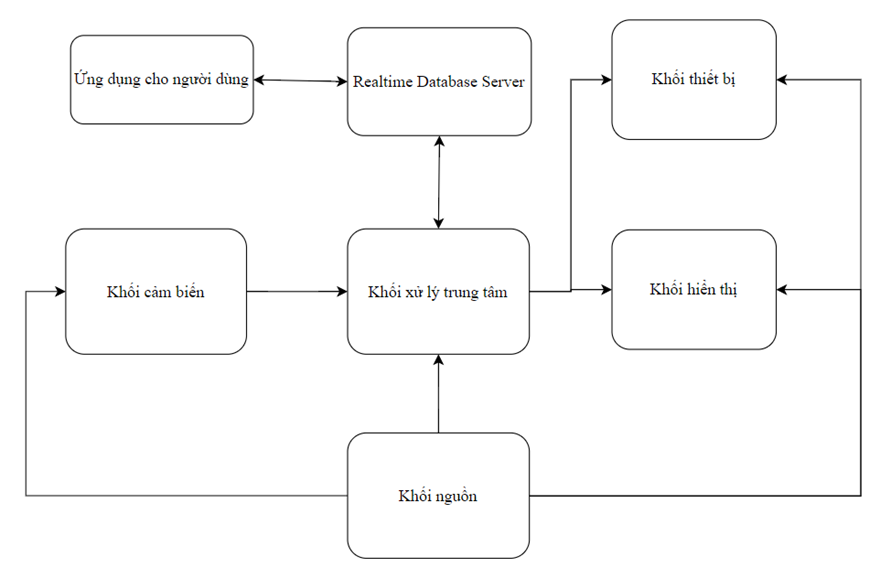 Ứng dụng cho người dùng
Realtime Database Server
Khối thiết bị
Khối cảm biến
Khối xử lý trung tâm
Khối hiển thị
Khối nguồn